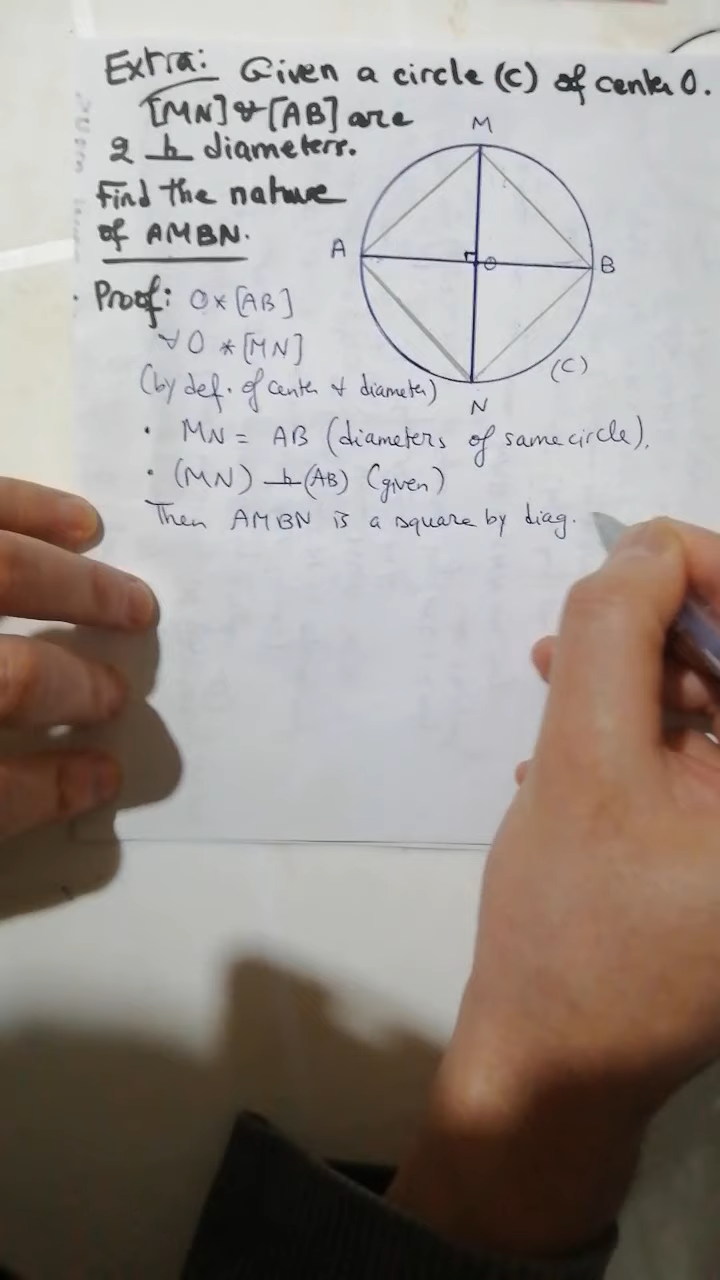 Extra: Given a circle (C) of center O.
[MN] & [AB] are
2 ⊥ diameters.
Find the nature
of AMBN.
M
A
O
B
(C)
N
Proof: O * [AB]
& O * [MN]
(by def. of center & diameter)
• MN = AB (diameters of same circle).
• (MN) ⊥ (AB) (given)
Then AMBN is a square by diag.